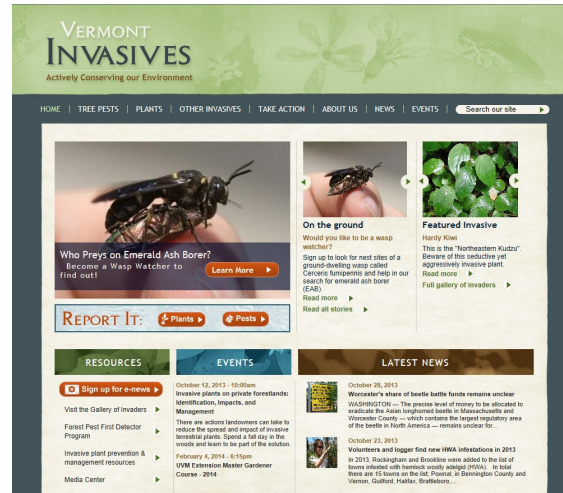 VERMONT
INVASIVES
Actively Conserving our Environment
HOME | TREE PESTS | PLANTS | OTHER INVASIVES | TAKE ACTION | ABOUT US | NEWS | EVENTS | Search our site
Who Preys on Emerald Ash Borer?
Become a Wasp Watcher to
find out!
Learn More
REPORT IT:
Plants
Pests
On the ground
Would you like to be a wasp
watcher?
Sign up to look for nest sites of a
ground-dwelling wasp called
Cerceris fumipennis and help in our
search for emerald ash borer
(EAB).
Read more
Read all stories
Featured Invasive
Hardy Kiwi
This is the "Northeastern Kudzu".
Beware of this seductive yet
aggressively invasive plant.
Read more
Full gallery of invaders
RESOURCES
Sign up for e-news
Visit the Gallery of Invaders
Forest Pest First Detector
Program
Invasive plant prevention &
management resources
Media Center
EVENTS
October 12, 2013 - 10:00am
Invasive plants on private forestlands:
Identification, Impacts, and
Management
There are actions landowners can take to
reduce the spread and impact of invasive
terrestrial plants. Spend a fall day in the
woods and learn to be part of the solution.
February 4, 2014 - 6:15pm
UVM Extension Master Gardener
Course - 2014
LATEST NEWS
October 28, 2013
Worcester's share of beetle battle funds remains unclear
WASHINGTON — The precise level of money to be allocated to
eradicate the Asian longhorned beetle in Massachusetts and
Worcester County — which contains the largest regulatory area
of the beetle in North America — remains unclear for...
October 23, 2013
Volunteers and logger find new HWA infestations in 2013
In 2013, Rockingham and Brookline were added to the list of
towns infested with hemlock woolly adelgid (HWA). In total
there are 15 towns on the list: Pownal, in Bennington County and
Vernon, Guilford, Halifax, Brattleboro,...